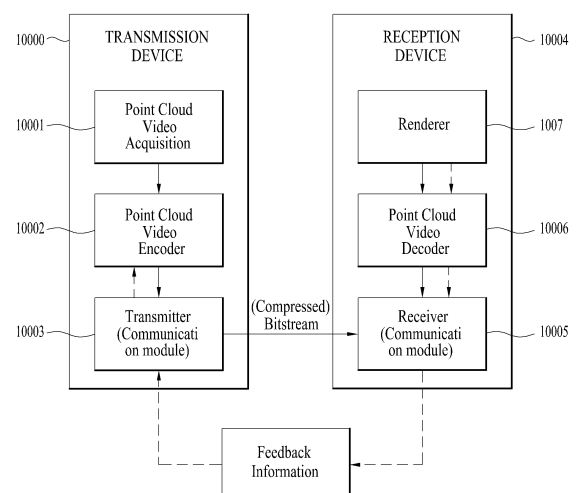 10000
TRANSMISSION
DEVICE
10001
Point Cloud
Video
Acquisition
10002
Point Cloud
Video
Encoder
10003
Transmitter
(Communicati
on module)
(Compressed)
Bitstream
RECEPTION
DEVICE
10004
Renderer
1007
Point Cloud
Video
Decoder
10006
Receiver
(Communicati
on module)
10005
Feedback
Information